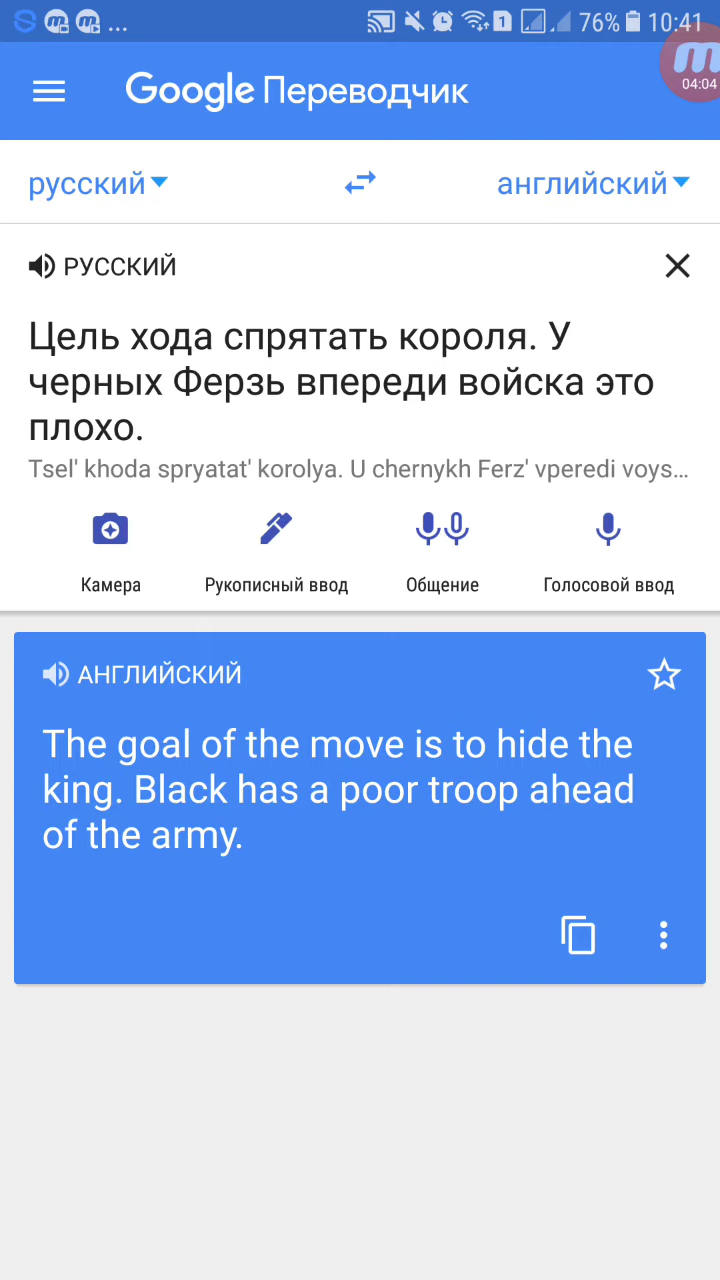 ... 1 76% 10:41
Google Переводчик
04:04
русский английский
РУССКИЙ
Цель хода спрятать короля. У
черных Ферзь впереди войска это
плохо.
Tsel' khoda spryatat' korolya. U chernykh Ferz' vperedi voys...
Камера Рукописный ввод Общение Голосовой ввод
АНГЛИЙСКИЙ
The goal of the move is to hide the
king. Black has a poor troop ahead
of the army.